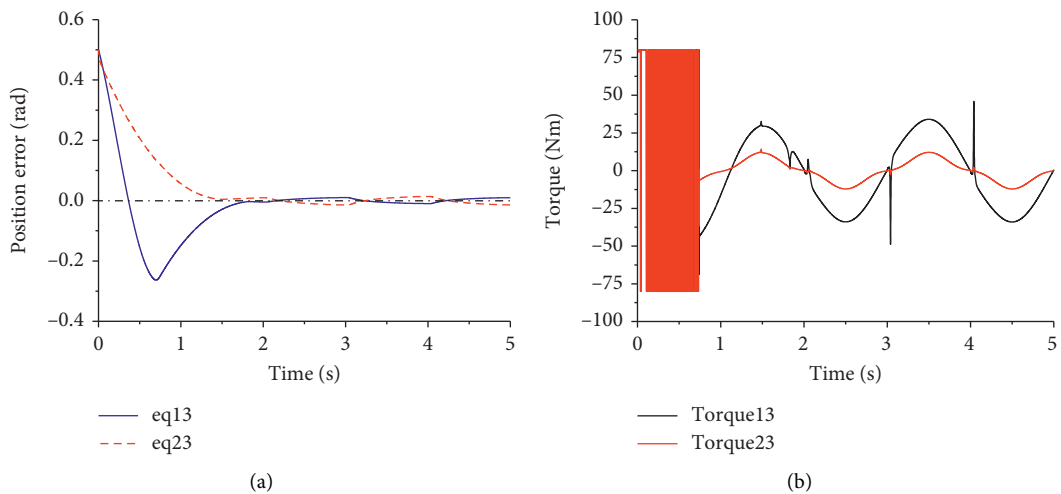 0.6
0.4
0.2
0.0
–0.2
–0.4
Position error (rad)
0
1
2
3
4
5
Time (s)
eq13
eq23
(a)
100
75
50
25
0
–25
–50
–75
–100
Torque (Nm)
0
1
2
3
4
5
Time (s)
Torque13
Torque23
(b)